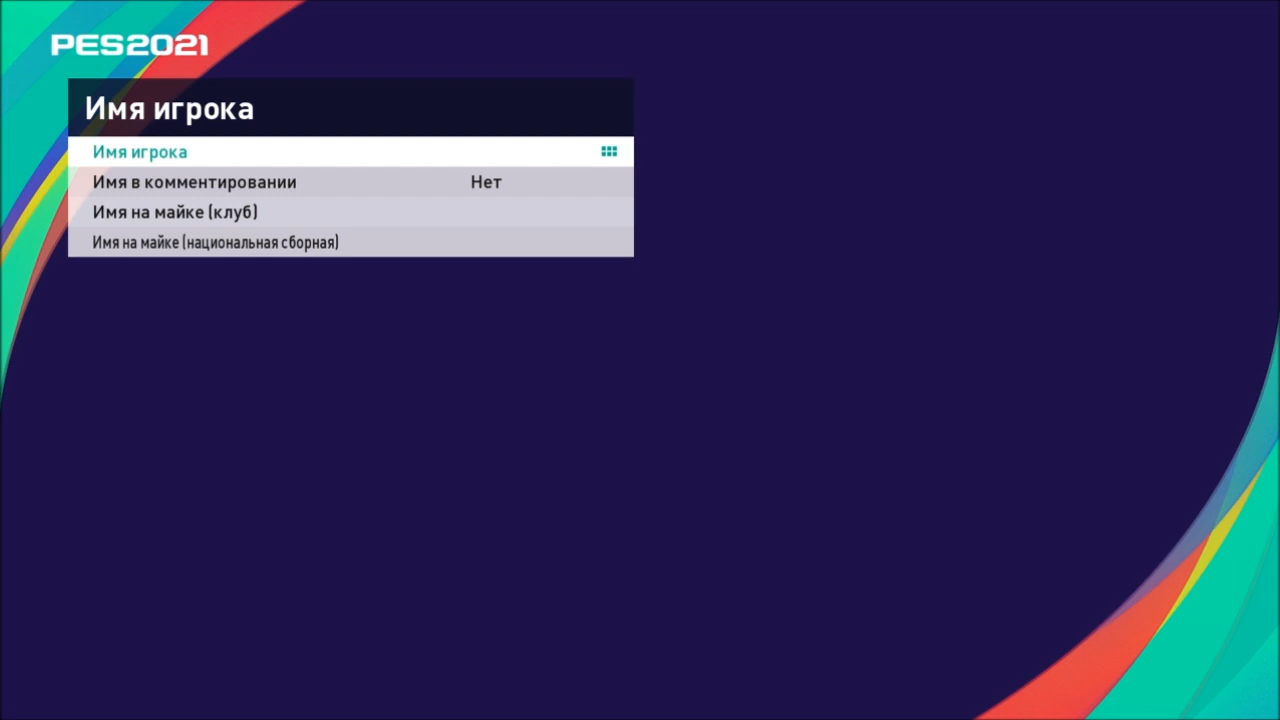 PES2021
Имя игрока
Имя игрока
Имя в комментировании Нет
Имя на майке (клуб)
Имя на майке (национальная сборная)